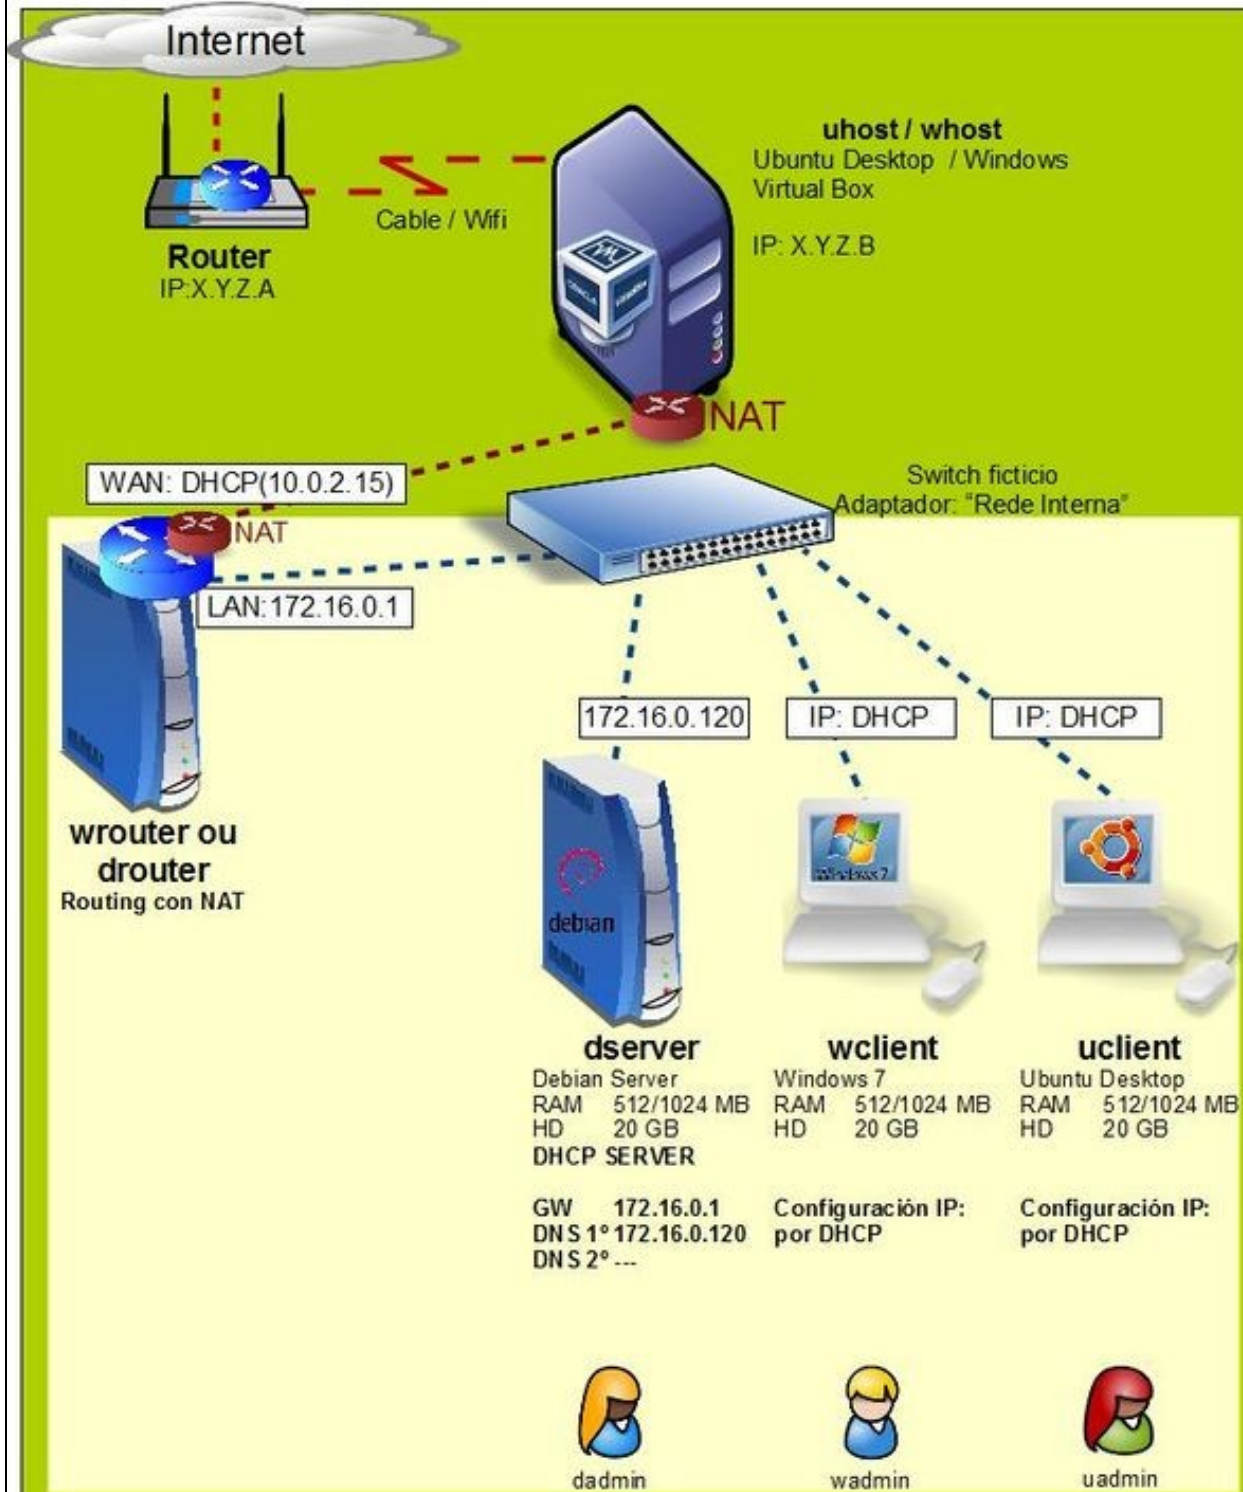 Internet
uhost / whost
Ubuntu Desktop / Windows
Virtual Box
IP: X.Y.Z.B
Cable / Wifi
Router
IP:X.Y.Z.A
NAT
WAN: DHCP(10.0.2.15)
Switch ficticio
Adaptador: “Rede Interna”
NAT
LAN:172.16.0.1
172.16.0.120
IP: DHCP
IP: DHCP
wrouter ou
drouter
Routing con NAT
Windows 7
debian
dserver
Debian Server
RAM 512/1024 MB
HD 20 GB
DHCP SERVER
GW 172.16.0.1
DNS 1º 172.16.0.120
DNS 2º ---
wclient
Windows 7
RAM 512/1024 MB
HD 20 GB
Configuración IP:
por DHCP
uclient
Ubuntu Desktop
RAM 512/1024 MB
HD 20 GB
Configuración IP:
por DHCP
dadmin
wadmin
uadmin